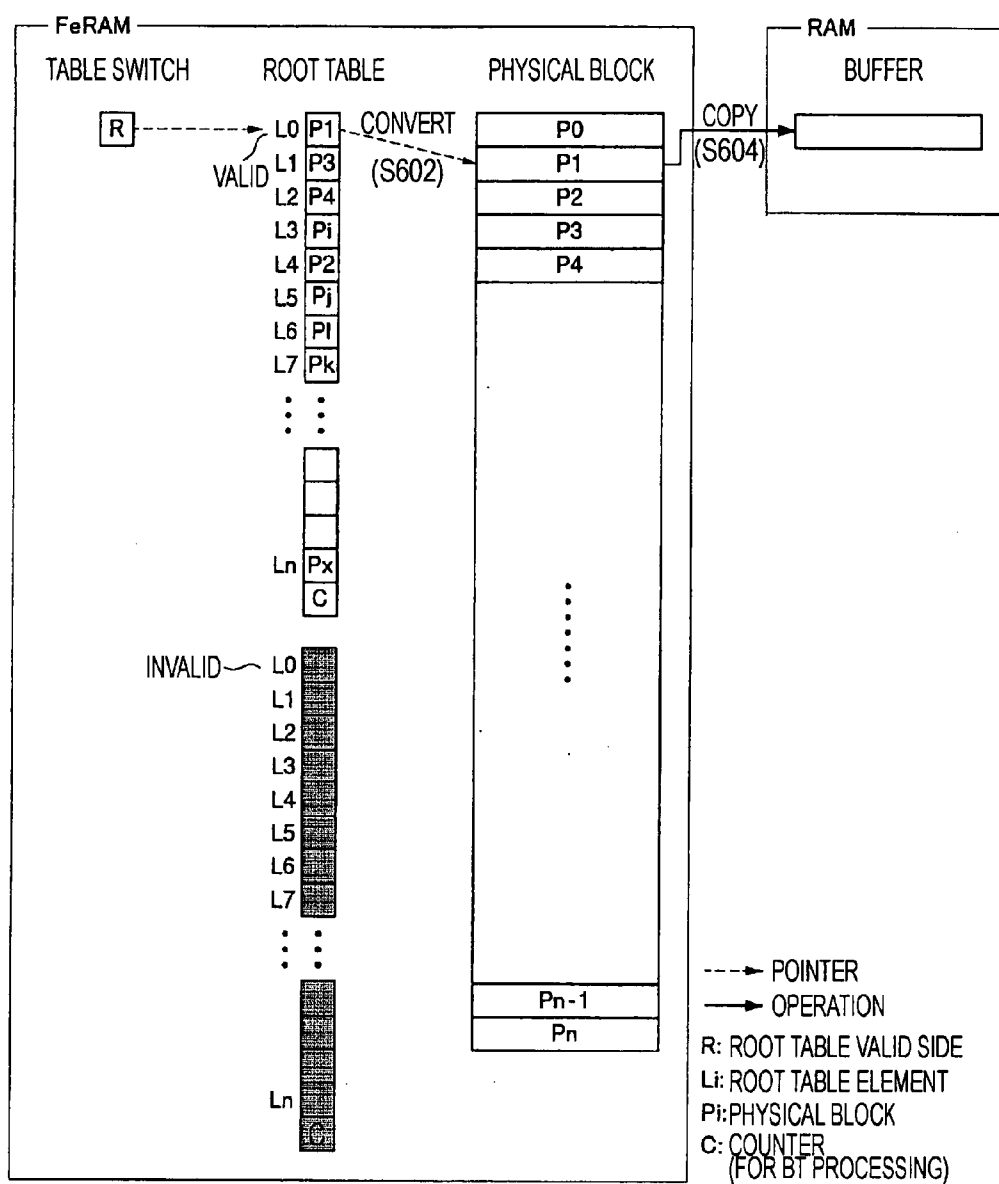 FeRAM
RAM
TABLE SWITCH ROOT TABLE PHYSICAL BLOCK BUFFER
R L0 P1 CONVERT P0 COPY
VALID L1 P3 (S602) P1 (S604)
L2 P4 P2
L3 Pi P3
L4 P2 P4
L5 Pj
L6 Pl
L7 Pk
Ln Px
C
INVALID L0
L1
L2
L3
L4
L5
L6
L7
Pn-1
Pn
Ln
C
POINTER
OPERATION
R: ROOT TABLE VALID SIDE
Li: ROOT TABLE ELEMENT
Pi: PHYSICAL BLOCK
C: COUNTER
(FOR BT PROCESSING)